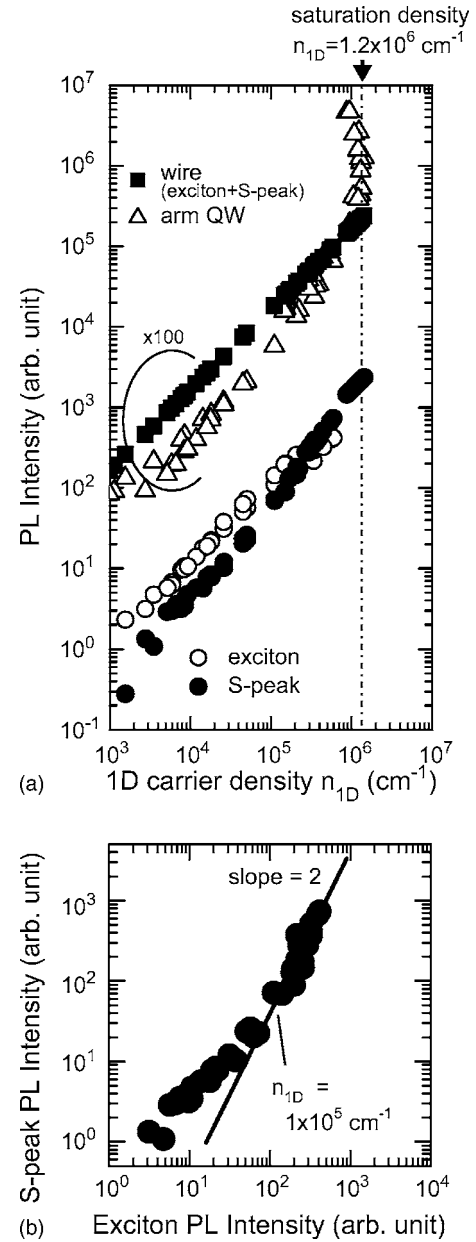 saturation density
n1D=1.2x10^6 cm^-1
10^7
10^6
10^5
10^4
10^3
10^2
10^1
10^0
10^-1
PL Intensity (arb. unit)
wire
(exciton+S-peak)
arm QW
x100
exciton
S-peak
10^3 10^4 10^5 10^6 10^7
(a) 1D carrier density n1D (cm^-1)
10^3
10^2
10^1
10^0
S-peak PL Intensity (arb. unit)
slope = 2
n1D =
1x10^5 cm^-1
10^0 10^1 10^2 10^3 10^4
(b) Exciton PL Intensity (arb. unit)